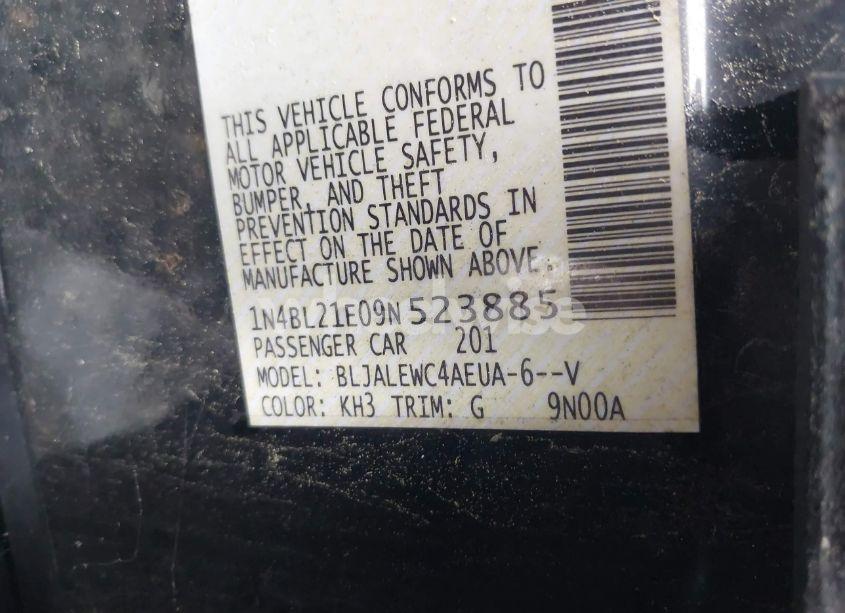 THIS VEHICLE CONFORMS TO
ALL APPLICABLE FEDERAL
MOTOR VEHICLE SAFETY,
BUMPER, AND THEFT
PREVENTION STANDARDS IN
EFFECT ON THE DATE OF
MANUFACTURE SHOWN ABOVE.
1N4BL21E09N523885
PASSENGER CAR 201
MODEL: BLJALEWC4AEUA-6--V
COLOR: KH3 TRIM: G 9N00A